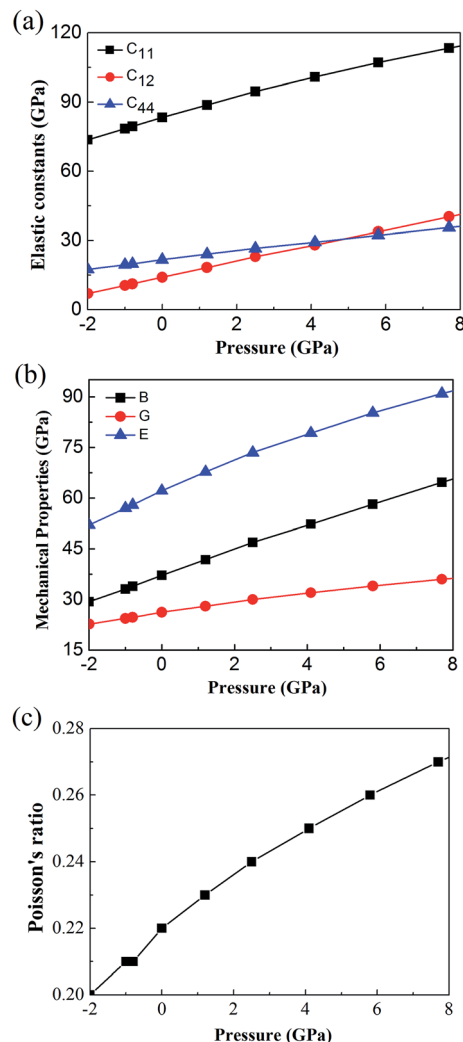 (a)
120
90
60
30
0
Elastic constants (GPa)
C11
C12
C44
-2 0 2 4 6 8
Pressure (GPa)
(b)
90
75
60
45
30
15
Mechanical Properties (GPa)
B
G
E
-2 0 2 4 6 8
Pressure (GPa)
(c)
0.28
0.26
0.24
0.22
0.20
Poisson's ratio
-2 0 2 4 6 8
Pressure (GPa)